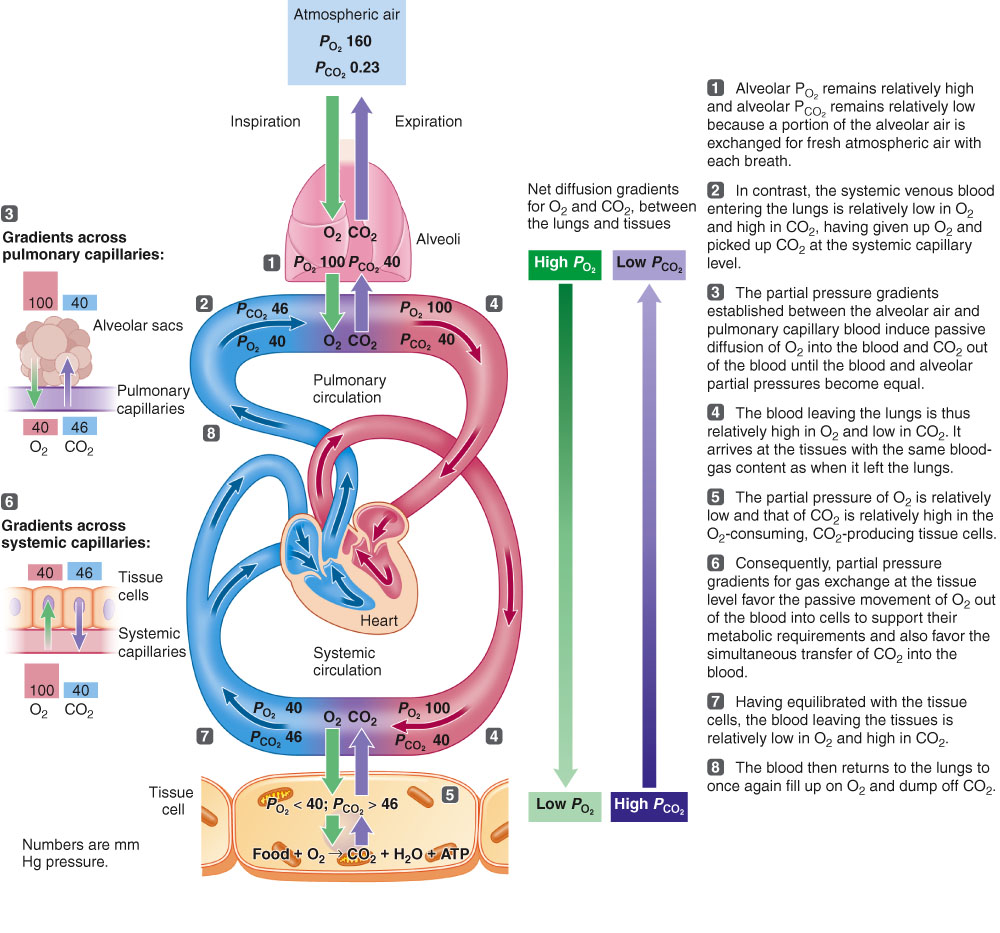 Atmospheric air
PO2 160
PCO2 0.23
Inspiration
Expiration
O2 CO2
Alveoli
1
PO2 100 PCO2 40
3
Gradients across
pulmonary capillaries:
100
40
Alveolar sacs
Pulmonary
capillaries
40
46
O2
CO2
6
Gradients across
systemic capillaries:
40
46
Tissue
cells
Systemic
capillaries
100
40
O2
CO2
2
PCO2 46
PO2 40
O2 CO2
PO2 100
PCO2 40
4
Pulmonary
circulation
8
Heart
Systemic
circulation
PO2 40
PCO2 46
O2 CO2
PO2 100
PCO2 40
7
4
Tissue
cell
PO2 < 40; PCO2 > 46
5
Food + O2 → CO2 + H2O + ATP
Numbers are mm
Hg pressure.
Net diffusion gradients
for O2 and CO2, between
the lungs and tissues
High PO2
Low PCO2
Low PO2
High PCO2
1 Alveolar PO2 remains relatively high
and alveolar PCO2 remains relatively low
because a portion of the alveolar air is
exchanged for fresh atmospheric air with
each breath.
2 In contrast, the systemic venous blood
entering the lungs is relatively low in O2
and high in CO2, having given up O2 and
picked up CO2 at the systemic capillary
level.
3 The partial pressure gradients
established between the alveolar air and
pulmonary capillary blood induce passive
diffusion of O2 into the blood and CO2 out
of the blood until the blood and alveolar
partial pressures become equal.
4 The blood leaving the lungs is thus
relatively high in O2 and low in CO2. It
arrives at the tissues with the same blood-
gas content as when it left the lungs.
5 The partial pressure of O2 is relatively
low and that of CO2 is relatively high in the
O2-consuming, CO2-producing tissue cells.
6 Consequently, partial pressure
gradients for gas exchange at the tissue
level favor the passive movement of O2 out
of the blood into cells to support their
metabolic requirements and also favor the
simultaneous transfer of CO2 into the
blood.
7 Having equilibrated with the tissue
cells, the blood leaving the tissues is
relatively low in O2 and high in CO2.
8 The blood then returns to the lungs to
once again fill up on O2 and dump off CO2.